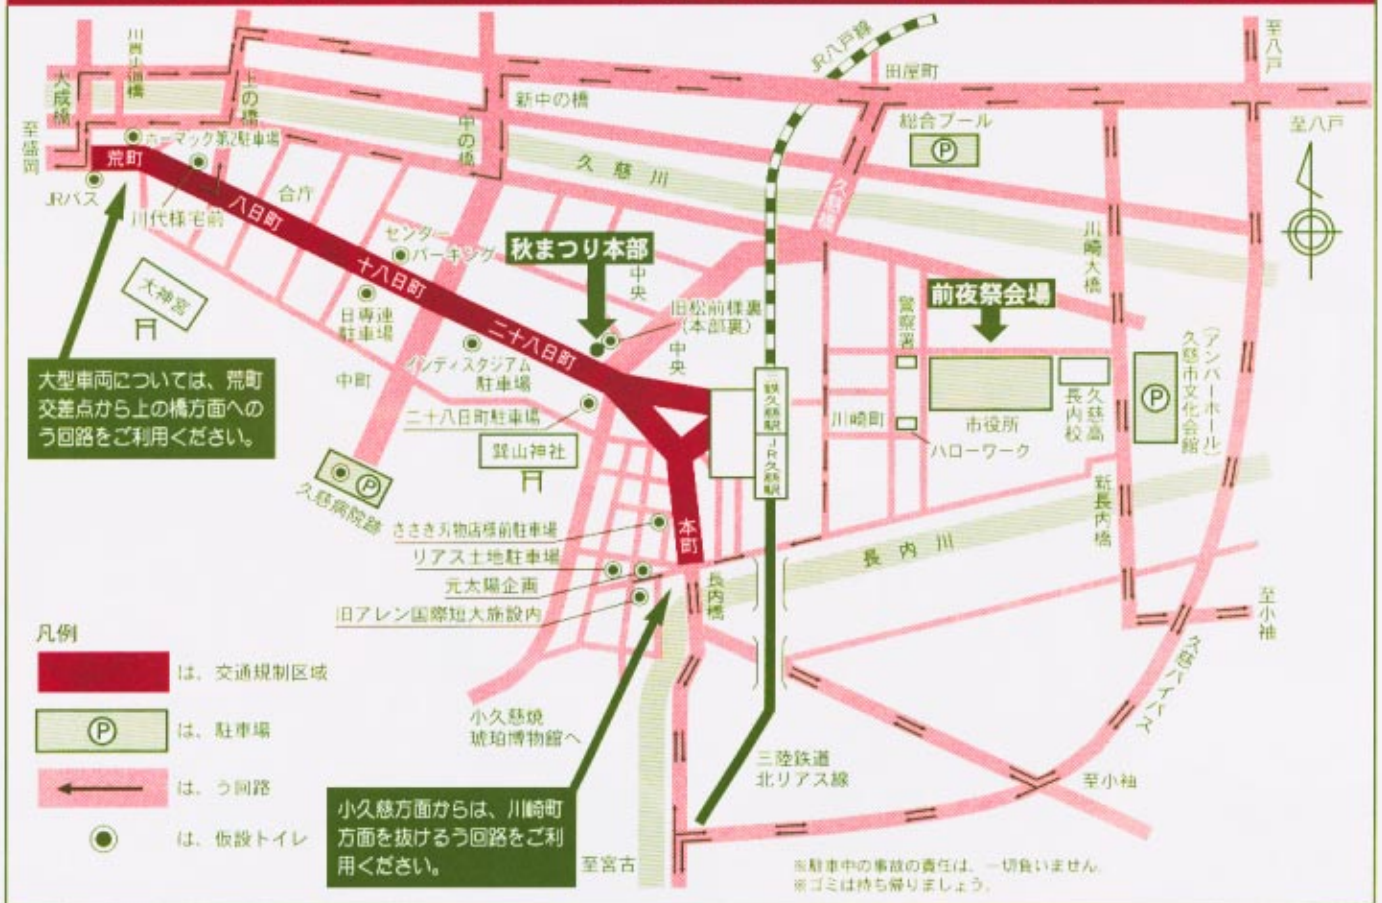 至八戸
川貫歩道橋
JR八戸線
田屋町
大成橋
上の橋
新中の橋
総合プール
P
至八戸
至盛岡
ホーマック第2駐車場
中の橋
荒町
久慈川
久慈橋
JRバス
川代様宅前
八日町
合庁
センター
パーキング
秋まつり本部
中央
川崎大橋
前夜祭会場
大神宮
十八日町
日専連
駐車場
旧松前様裏
(本部裏)
中央
警察署
二十八日町
インディスタジアム
駐車場
(アンバーホール)
久慈市文化会館
P
大型車両については、荒町
交差点から上の橋方面への
う回路をご利用ください。
中町
二十八日町駐車場
三鉄久慈駅
JR久慈駅
川崎町
市役所
久慈高
長内校
ハローワーク
巽山神社
P
久慈病院跡
新長内橋
ささき刃物店様前駐車場
本町
リアス土地駐車場
長内川
元太陽企画
長内橋
旧アレン国際短大施設内
至小袖
凡例
は、交通規制区域
P
は、駐車場
は、う回路
は、仮設トイレ
小久慈焼
琥珀博物館へ
久慈バイパス
三陸鉄道
北リアス線
至小袖
小久慈方面からは、川崎町
方面を抜けるう回路をご利
用ください。
至宮古
※駐車中の事故の責任は、一切負いません。
※ゴミは持ち帰りましょう。